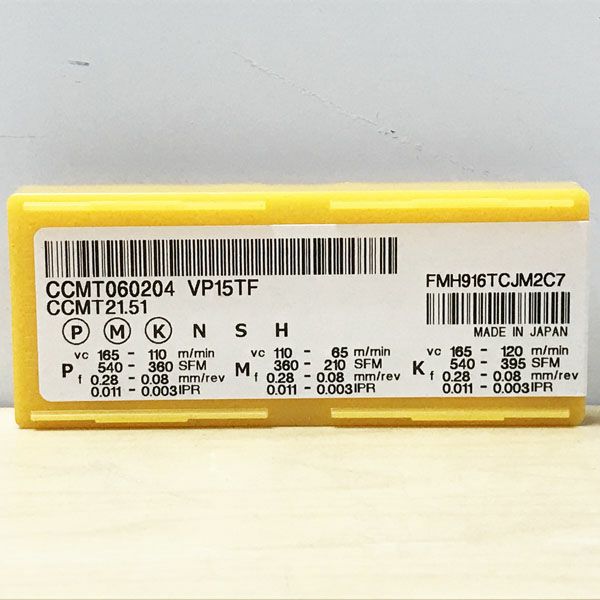 CCMT060204 VP15TF
CCMT21.51
FMH916TCJM2C7
MADE IN JAPAN
P M K N S H
P vc 165 - 110 m/min
540 - 360 SFM
f 0.28 - 0.08 mm/rev
0.011 - 0.003 IPR
M vc 110 - 65 m/min
360 - 210 SFM
f 0.28 - 0.08 mm/rev
0.011 - 0.003 IPR
K vc 165 - 120 m/min
540 - 395 SFM
f 0.28 - 0.08 mm/rev
0.011 - 0.003 IPR